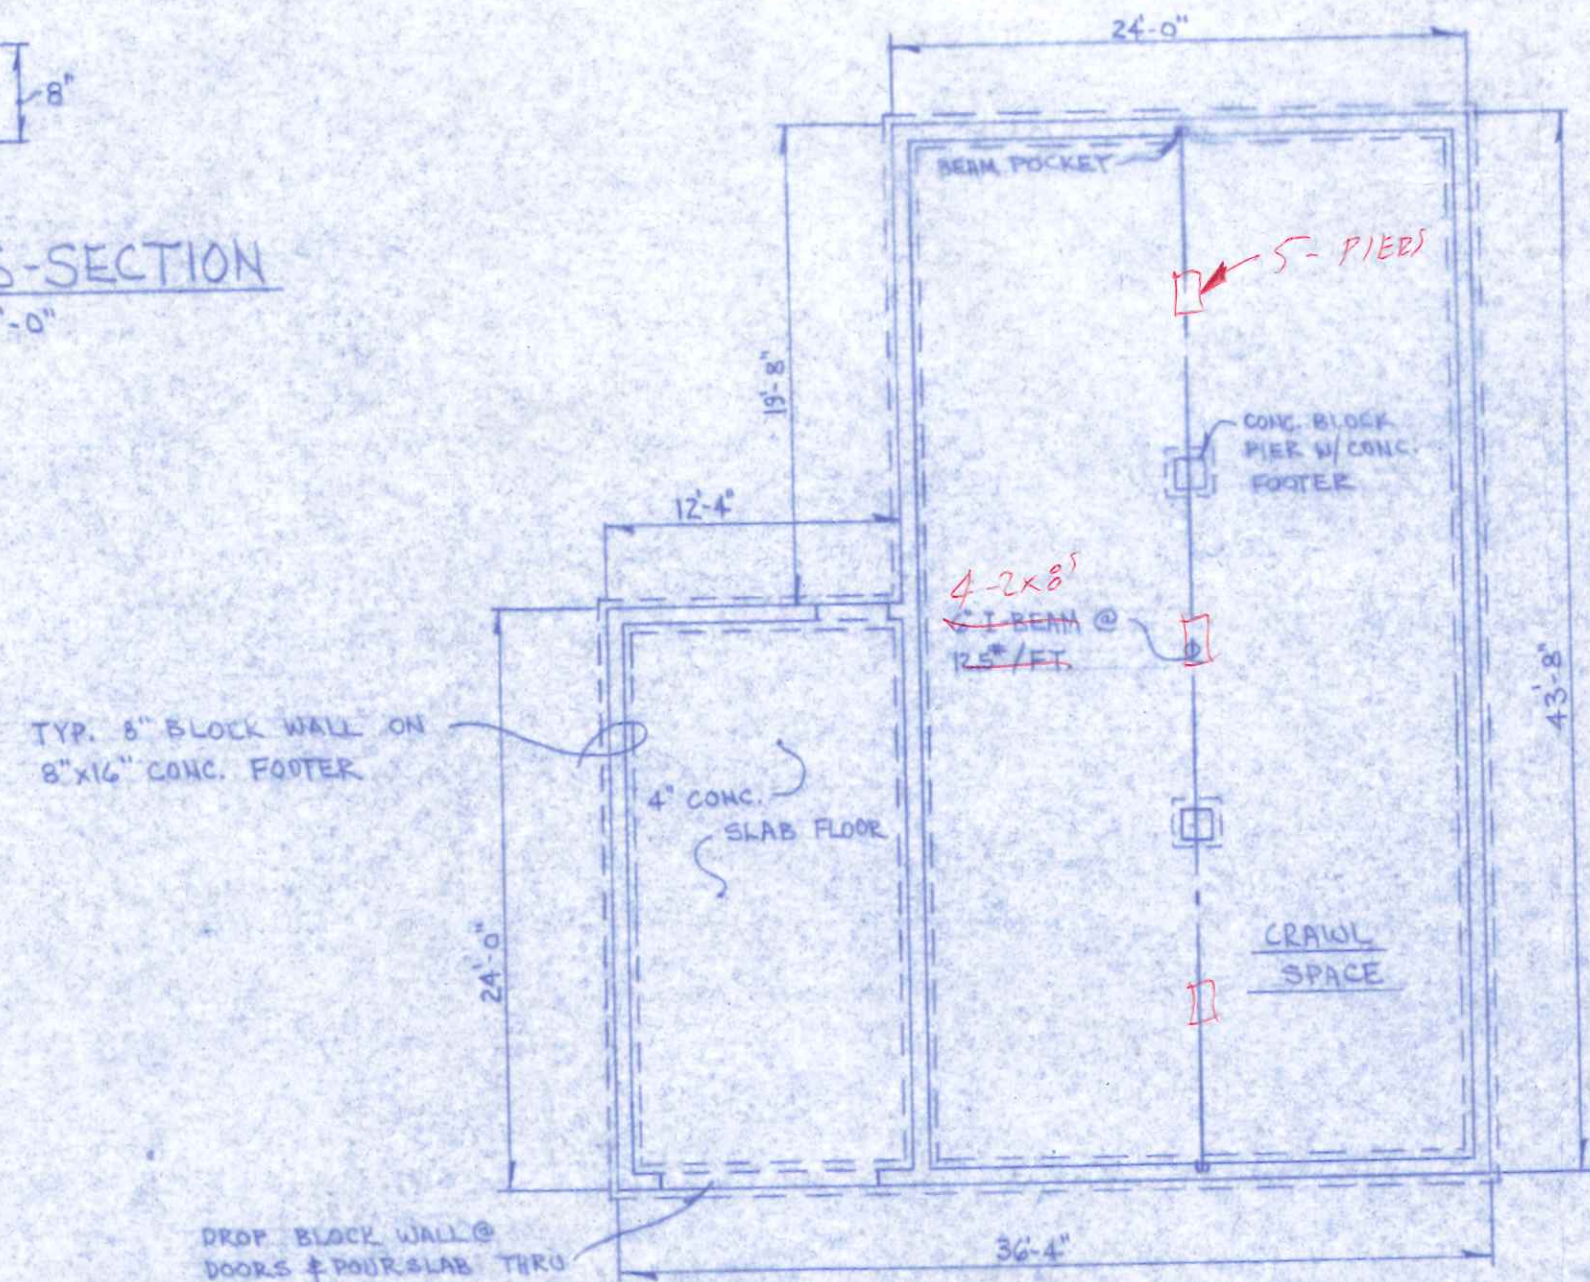 24'-0"
8"
BEAM POCKET
S-SECTION
'-0"
5- PIERS
19'-8"
CONC. BLOCK
PIER W/CONC.
FOOTER
12'-4"
4-2x8s
6" I-BEAM @
12.5#/FT.
43'-8"
TYP. 8" BLOCK WALL ON
8"x16" CONC. FOOTER
4" CONC.
SLAB FLOOR
24'-0"
CRAWL
SPACE
DROP BLOCK WALL @
DOORS & POUR SLAB THRU
36'-4"